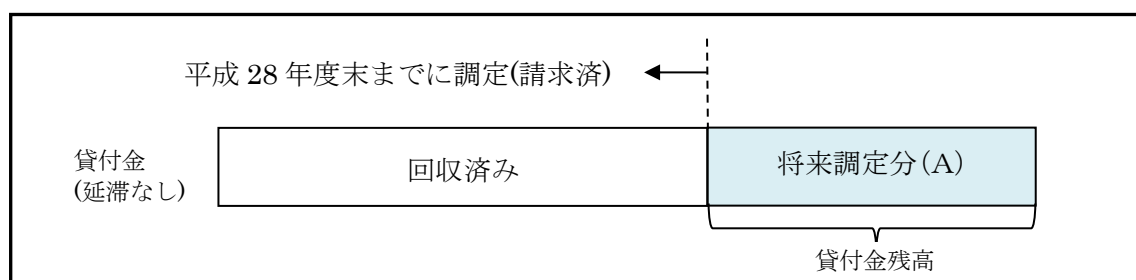 平成 28 年度末までに調定(請求済)
貸付金
(延滞なし)
回収済み
将来調定分(A)
貸付金残高